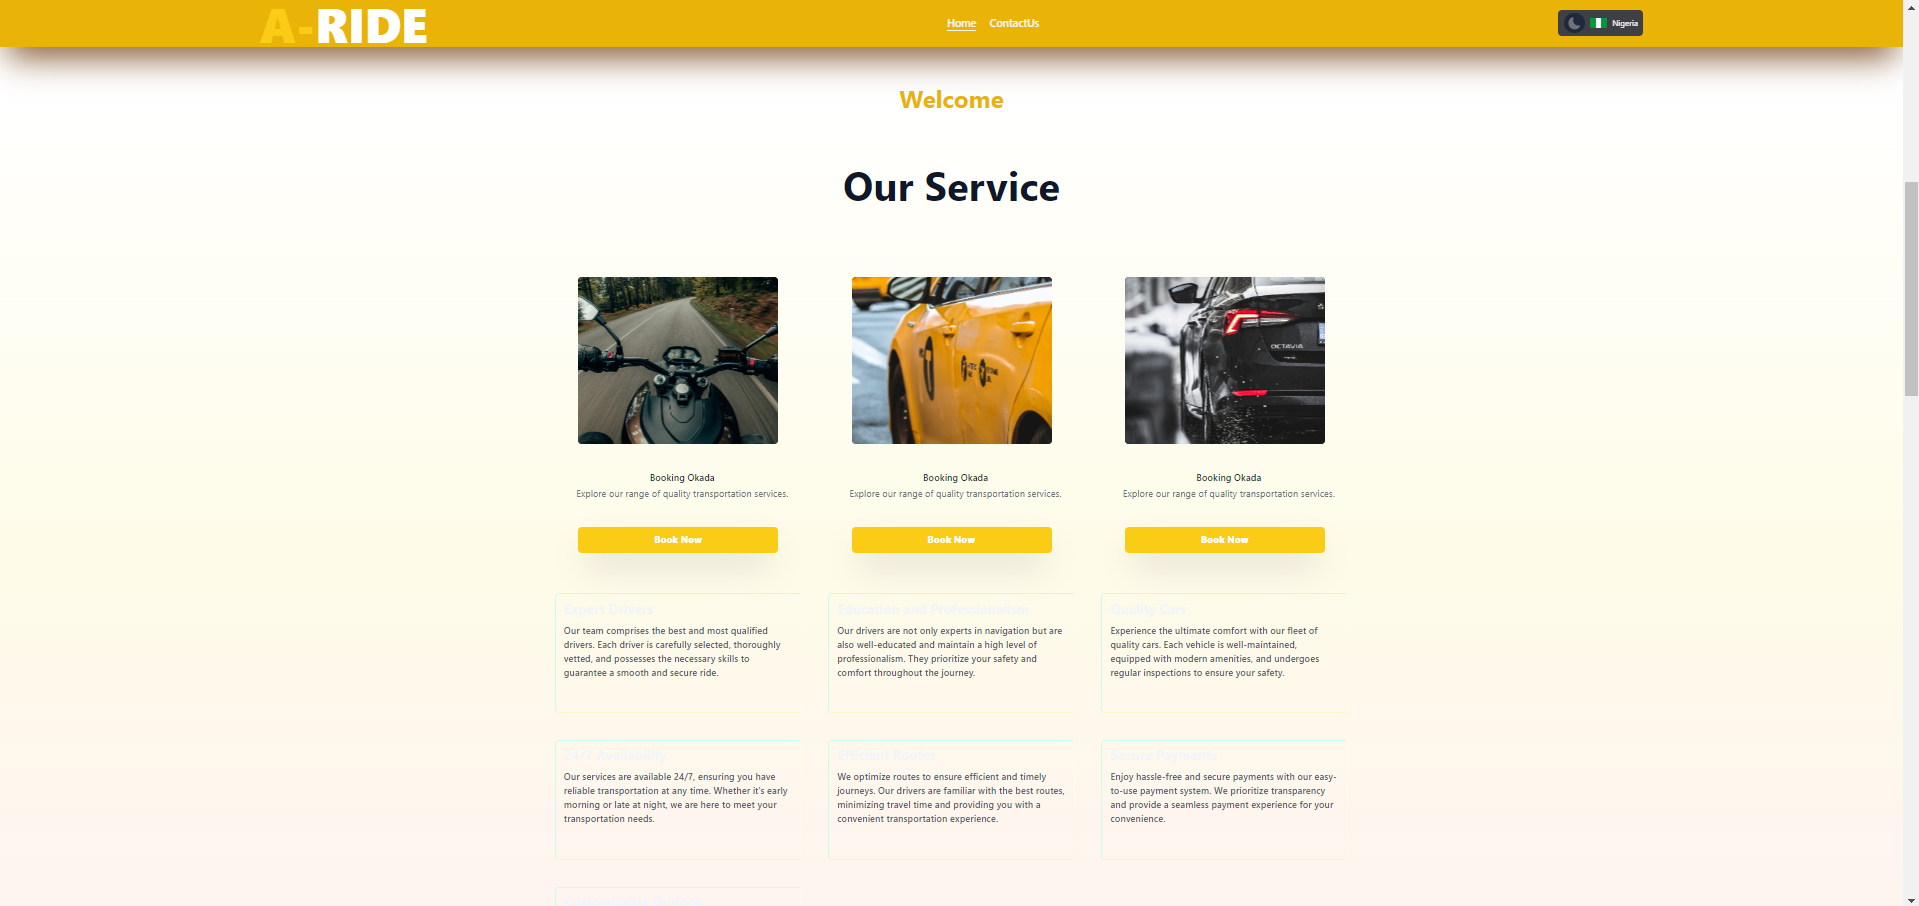 A-RIDE
Home ContactUs
Nigeria
Welcome
Our Service
OCTAVIA
Booking Okada
Explore our range of quality transportation services.
Book Now
Booking Okada
Explore our range of quality transportation services.
Book Now
Booking Okada
Explore our range of quality transportation services.
Book Now
Expert Drivers
Our team comprises the best and most qualified
drivers. Each driver is carefully selected, thoroughly
vetted, and possesses the necessary skills to
guarantee a smooth and secure ride.
Education and Professionalism
Our drivers are not only experts in navigation but are
also well-educated and maintain a high level of
professionalism. They prioritize your safety and
comfort throughout the journey.
Quality Cars
Experience the ultimate comfort with our fleet of
quality cars. Each vehicle is well-maintained,
equipped with modern amenities, and undergoes
regular inspections to ensure your safety.
24/7 Availability
Our services are available 24/7, ensuring you have
reliable transportation at any time. Whether it's early
morning or late at night, we are here to meet your
transportation needs.
Efficient Routes
We optimize routes to ensure efficient and timely
journeys. Our drivers are familiar with the best routes,
minimizing travel time and providing you with a
convenient transportation experience.
Secure Payments
Enjoy hassle-free and secure payments with our easy-
to-use payment system. We prioritize transparency
and provide a seamless payment experience for your
convenience.